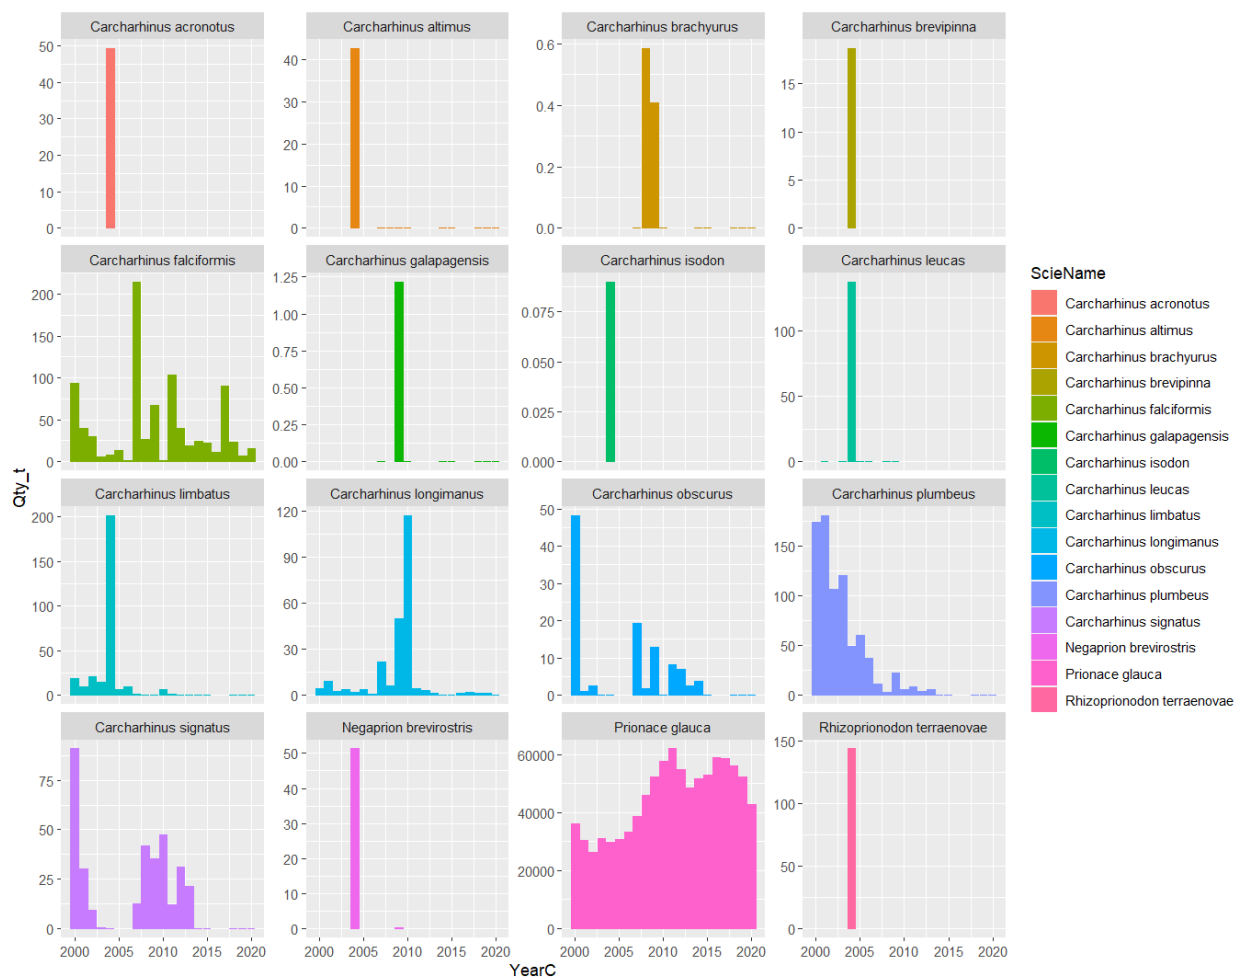 Carcharhinus acronotus
Carcharhinus altimus
Carcharhinus brachyurus
Carcharhinus brevipinna
50
40
30
20
10
0
40
30
20
10
0
0.6
0.4
0.2
0.0
15
10
5
0
Carcharhinus falciformis
Carcharhinus galapagensis
Carcharhinus isodon
Carcharhinus leucas
200
150
100
50
0
1.25
1.00
0.75
0.50
0.25
0.00
0.075
0.050
0.025
0.000
100
50
0
Qty_t
Carcharhinus limbatus
Carcharhinus longimanus
Carcharhinus obscurus
Carcharhinus plumbeus
200
150
100
50
0
120
90
60
30
0
50
40
30
20
10
0
150
100
50
0
Carcharhinus signatus
Negaprion brevirostris
Prionace glauca
Rhizoprionodon terraenovae
75
50
25
0
50
40
30
20
10
0
60000
40000
20000
0
150
100
50
0
2000 2005 2010 2015 2020
2000 2005 2010 2015 2020
2000 2005 2010 2015 2020
2000 2005 2010 2015 2020
YearC
ScieName
Carcharhinus acronotus
Carcharhinus altimus
Carcharhinus brachyurus
Carcharhinus brevipinna
Carcharhinus falciformis
Carcharhinus galapagensis
Carcharhinus isodon
Carcharhinus leucas
Carcharhinus limbatus
Carcharhinus longimanus
Carcharhinus obscurus
Carcharhinus plumbeus
Carcharhinus signatus
Negaprion brevirostris
Prionace glauca
Rhizoprionodon terraenovae